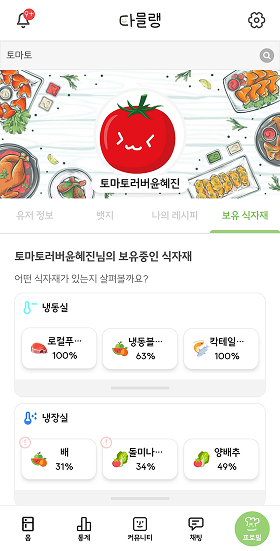 9+
다믈랭
토마토
토마토러버윤혜진
유저 정보
뱃지
나의 레시피
보유 식자재
토마토러버윤혜진님의 보유중인 식자재
어떤 식자재가 있는지 살펴볼까요?
냉동실
로컬푸…
100%
냉동블…
63%
칵테일…
100%
냉장실
배
31%
돌미나…
34%
양배추
49%
홈
통계
커뮤니티
채팅
프로필